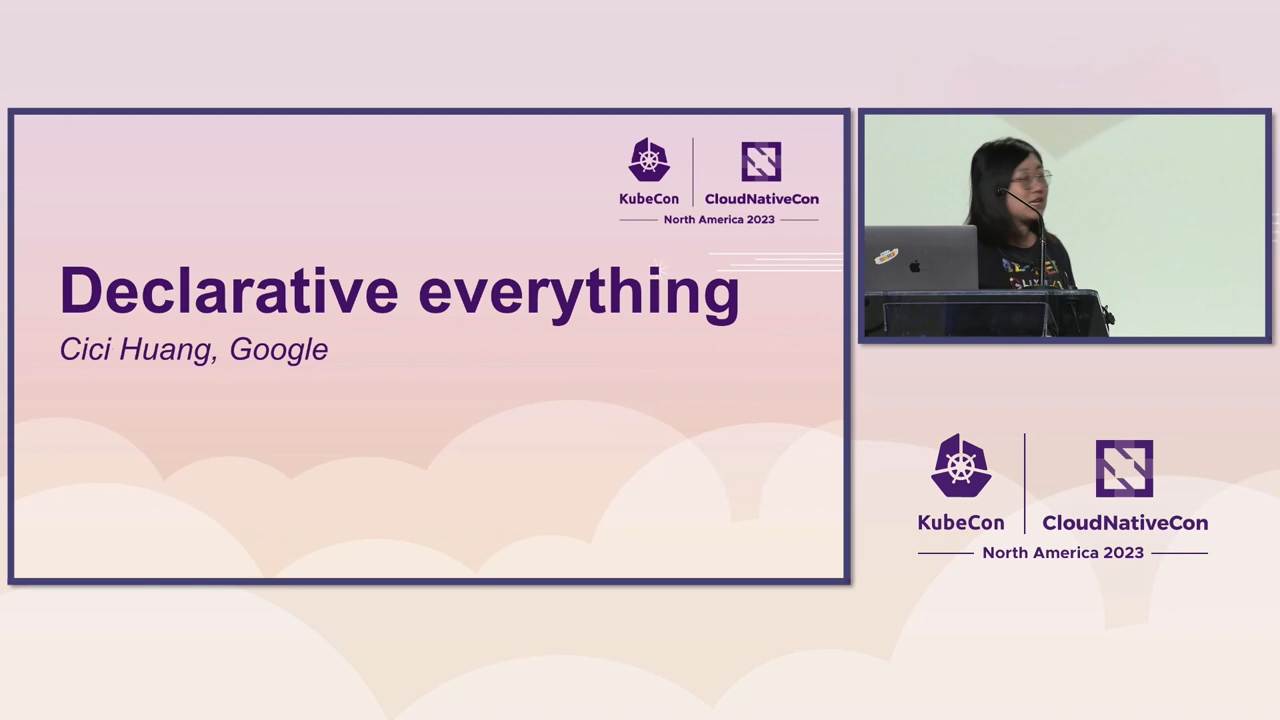 KubeCon
CloudNativeCon
North America 2023
Declarative everything
Cici Huang, Google
KubeCon
CloudNativeCon
North America 2023